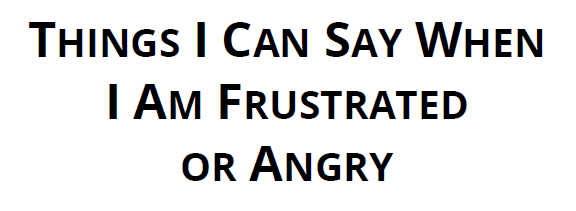 THINGS I CAN SAY WHEN
I AM FRUSTRATED
OR ANGRY